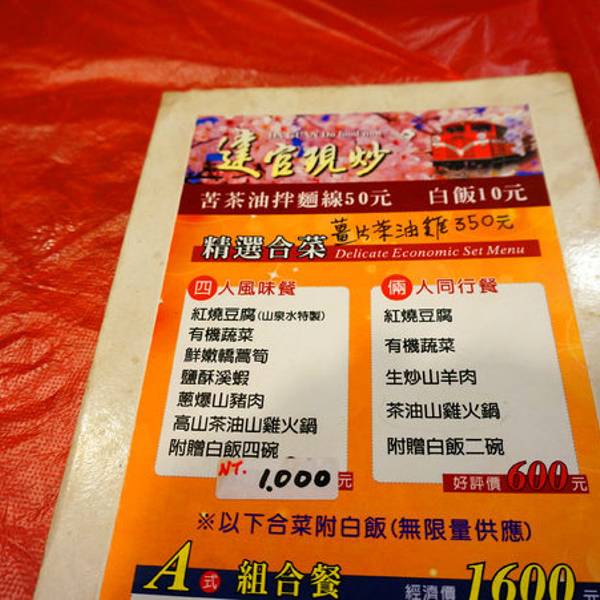 達官現炒
苦茶油拌麵線50元 白飯10元
薑片茶油雞350元
精選合菜 Delicate Economic Set Menu
四人風味餐
紅燒豆腐(山泉水特製)
有機蔬菜
鮮嫩轎蒿筍
鹽酥溪蝦
蔥爆山豬肉
高山茶油山雞火鍋
附贈白飯四碗
NT. 1.000元
倆人同行餐
紅燒豆腐
有機蔬菜
生炒山羊肉
茶油山雞火鍋
附贈白飯二碗
好評價600元
※以下合菜附白飯(無限量供應)
A式 組合餐 經濟價1600元